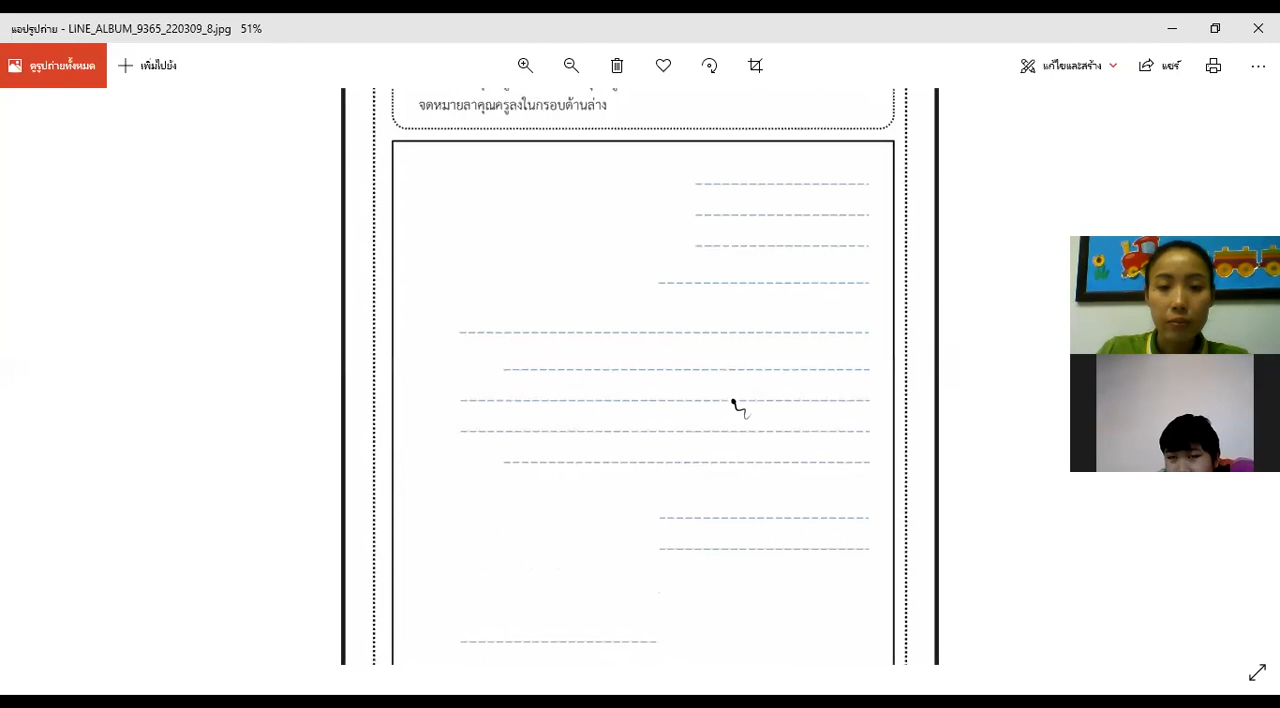 แอปรูปถ่าย - LINE_ALBUM_9365_220309_8.jpg 51%
ดูรูปถ่ายทั้งหมด
เพิ่มไปยัง
แก้ไขและสร้าง
แชร์
จดหมายลาคุณครูลงในกรอบด้านล่าง